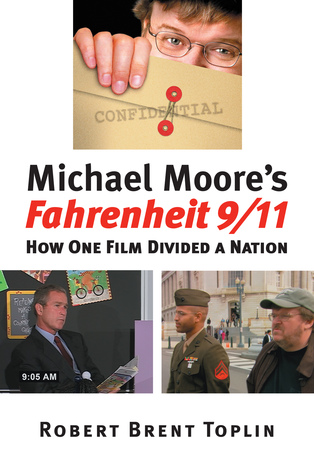 CONFIDENTIAL
Michael Moore's
Fahrenheit 9/11
HOW ONE FILM DIVIDED A NATION
9:05 AM
ROBERT BRENT TOPLIN